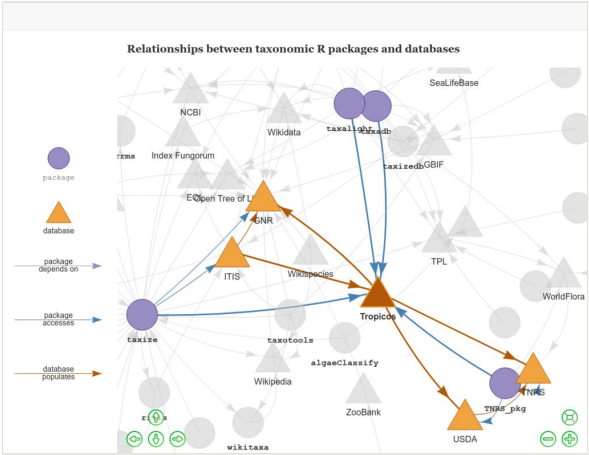 Relationships between taxonomic R packages and databases
SeaLifeBase
NCBI
taxalight
taxadb
Wikidata
Index Fungorum
taxizedb
GBIF
package
EOL
Open Tree of L
GNR
database
TPL
package
depends on
ITIS
Wikispecies
WorldFlora
package
accesses
Tropicos
taxize
taxotools
algaeClassify
database
populates
Wikipedia
TNRS
TNRS_pkg
ZooBank
USDA
wikitaxa